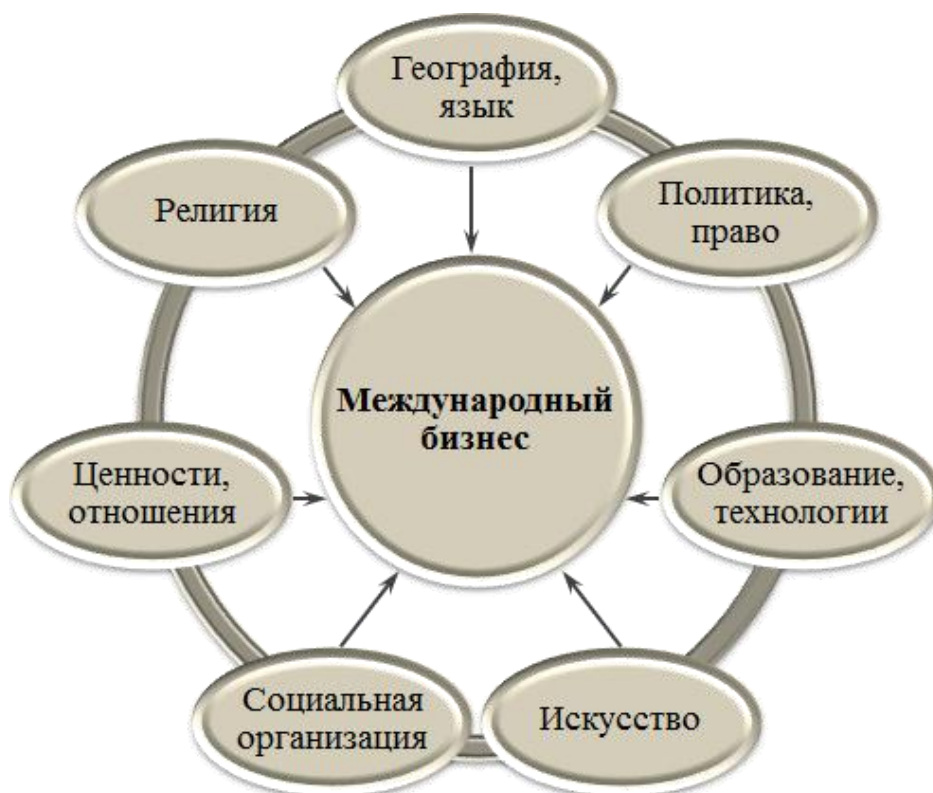 География,
язык
Политика,
право
Образование,
технологии
Искусство
Социальная
организация
Ценности,
отношения
Религия
Международный
бизнес